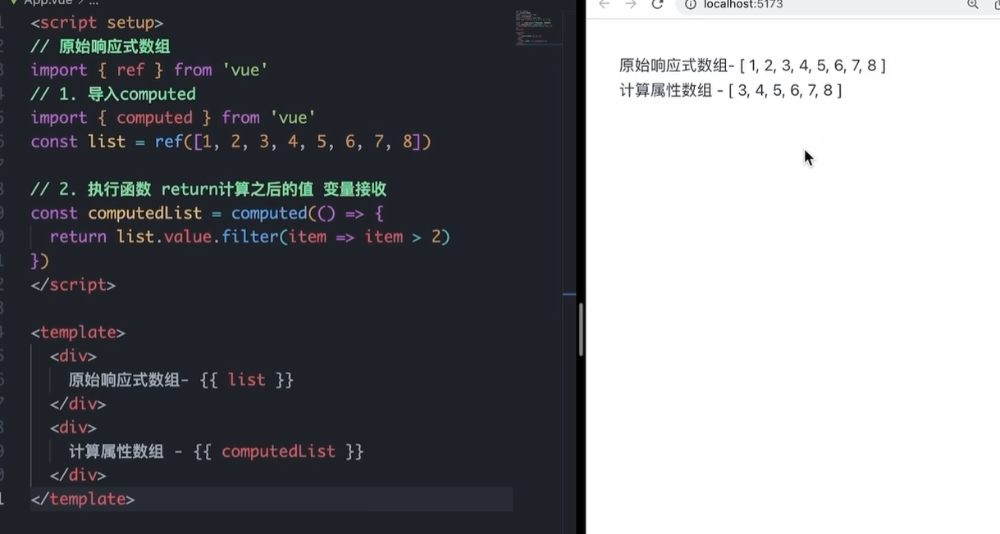 App.vue > ...
<script setup>
// 原始响应式数组
import { ref } from 'vue'
// 1. 导入computed
import { computed } from 'vue'
const list = ref([1, 2, 3, 4, 5, 6, 7, 8])
// 2. 执行函数 return计算之后的值 变量接收
const computedList = computed(() => {
return list.value.filter(item => item > 2)
})
</script>
<template>
<div>
原始响应式数组- {{ list }}
</div>
<div>
计算属性数组 - {{ computedList }}
</div>
</template>
localhost:5173
原始响应式数组- [ 1, 2, 3, 4, 5, 6, 7, 8 ]
计算属性数组 - [ 3, 4, 5, 6, 7, 8 ]